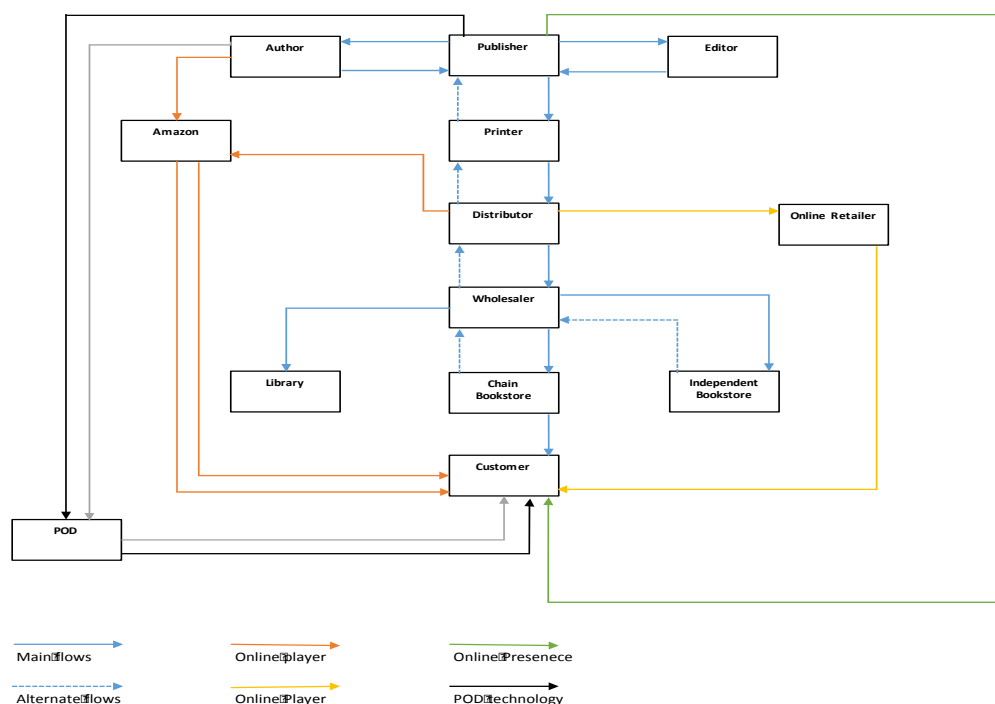 Author
Publisher
Editor
Amazon
Printer
Distributor
Online Retailer
Wholesaler
Library
Chain
Bookstore
Independent
Bookstore
Customer
POD
Main flows
Online player
Online Presenece
Alternate flows
Online Player
POD technology